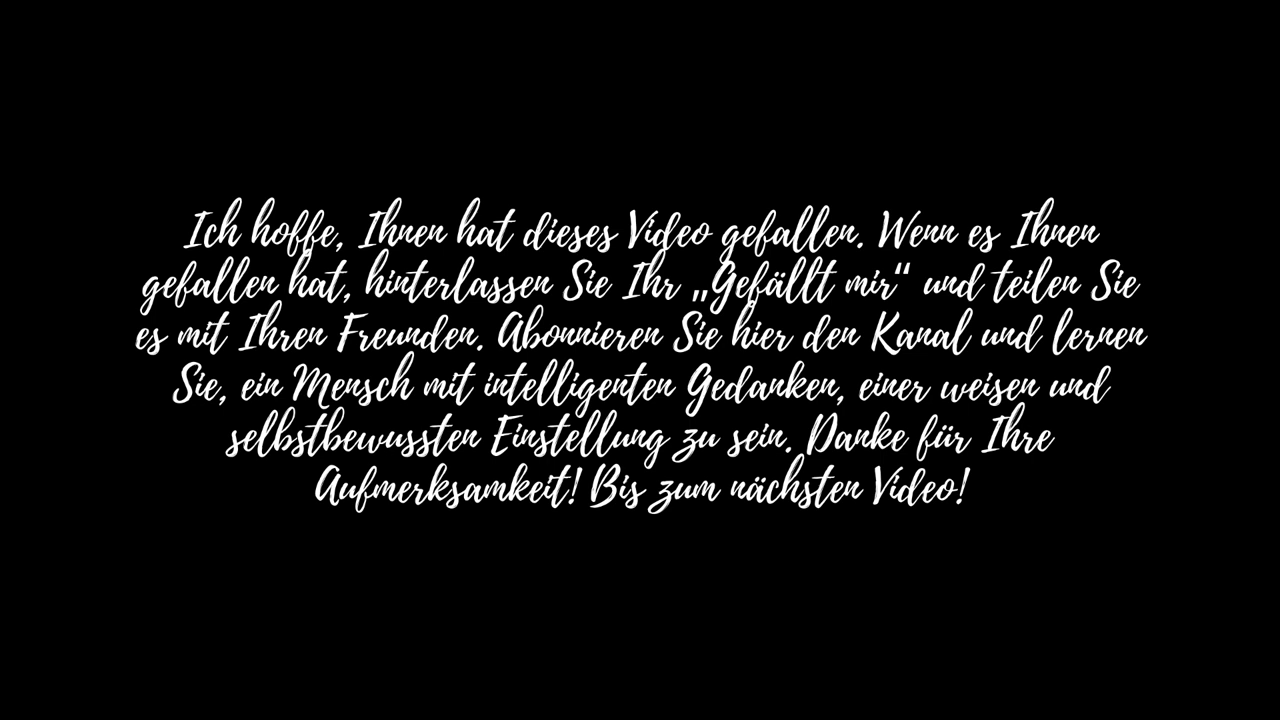 Ich hoffe, Ihnen hat dieses Video gefallen. Wenn es Ihnen
gefallen hat, hinterlassen Sie Ihr „Gefällt mir“ und teilen Sie
es mit Ihren Freunden. Abonnieren Sie hier den Kanal und lernen
Sie, ein Mensch mit intelligenten Gedanken, einer weisen und
selbstbewussten Einstellung zu sein. Danke für Ihre
Aufmerksamkeit! Bis zum nächsten Video!